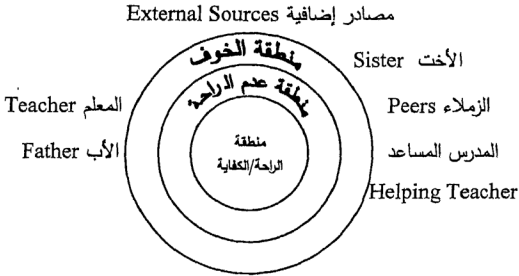 External Sources مصادر إضافية
منطقة الخوف
Sister الأخت
منطقة عدم الراحة
Teacher المعلم
Peers الزملاء
منطقة
الراحة/الكفاية
Father الأب
المدرس المساعد
Helping Teacher